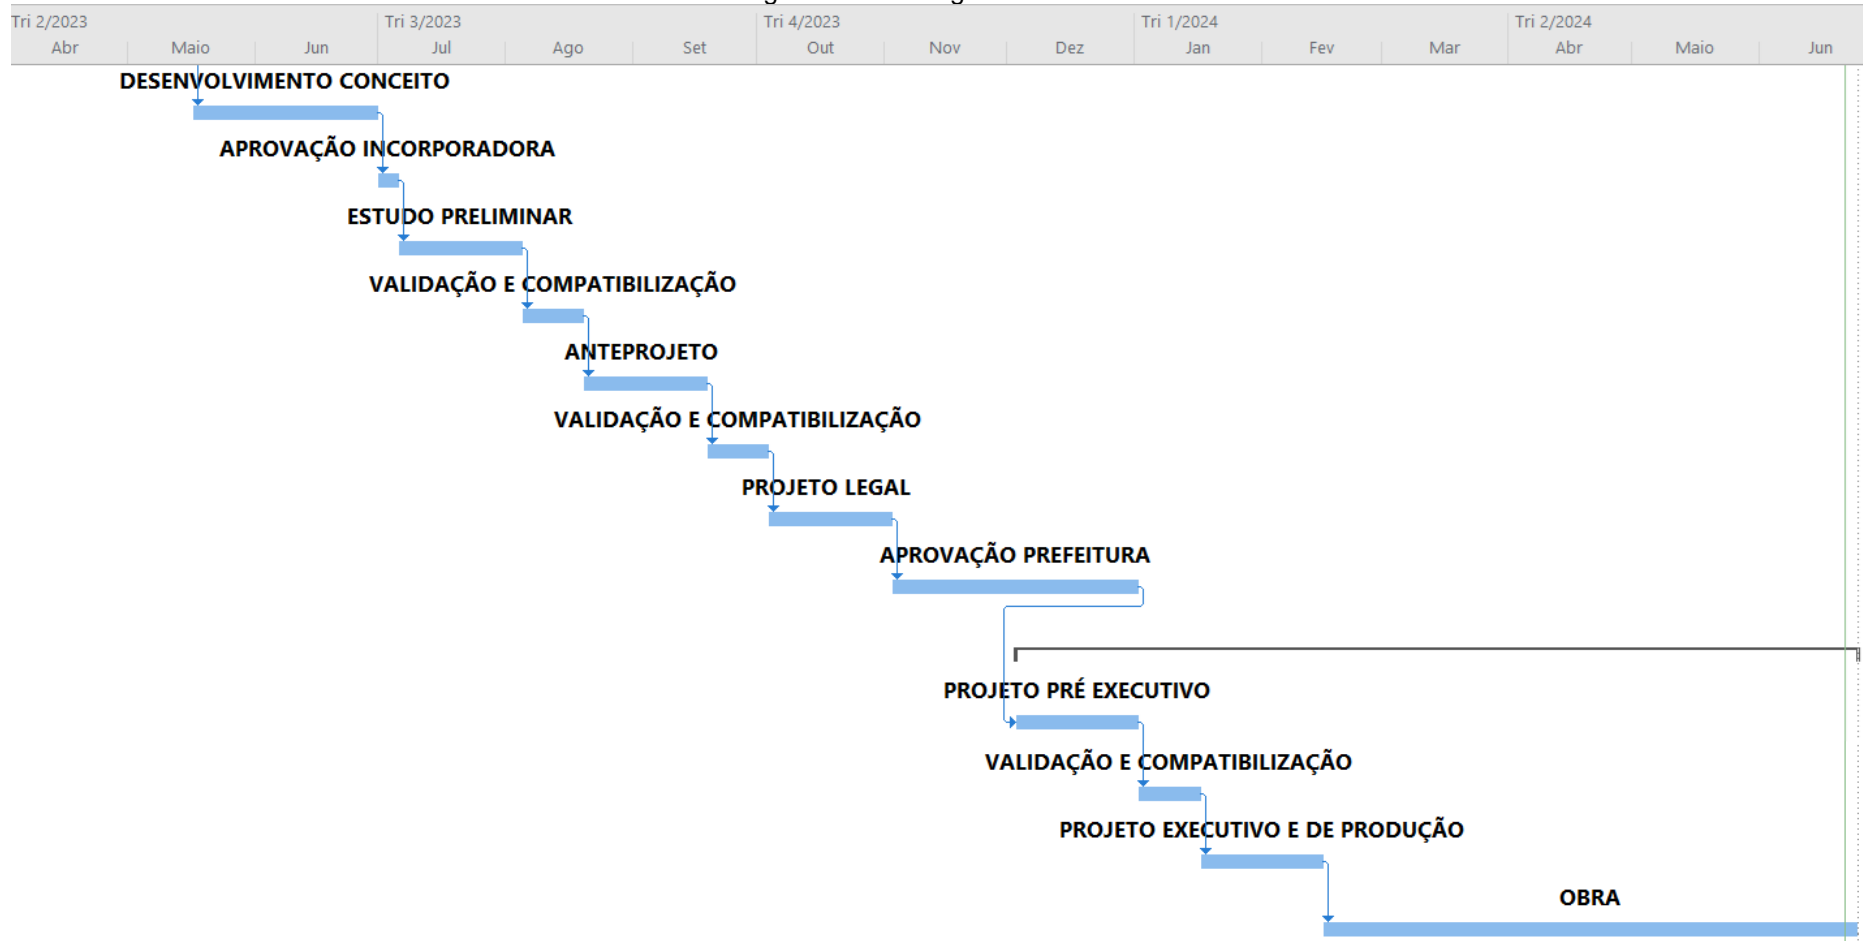 Tri 2/2023 Tri 3/2023 Tri 4/2023 Tri 1/2024 Tri 2/2024
Abr Maio Jun Jul Ago Set Out Nov Dez Jan Fev Mar Abr Maio Jun
DESENVOLVIMENTO CONCEITO
APROVAÇÃO INCORPORADORA
ESTUDO PRELIMINAR
VALIDAÇÃO E COMPATIBILIZAÇÃO
ANTEPROJETO
VALIDAÇÃO E COMPATIBILIZAÇÃO
PROJETO LEGAL
APROVAÇÃO PREFEITURA
PROJETO PRÉ EXECUTIVO
VALIDAÇÃO E COMPATIBILIZAÇÃO
PROJETO EXECUTIVO E DE PRODUÇÃO
OBRA